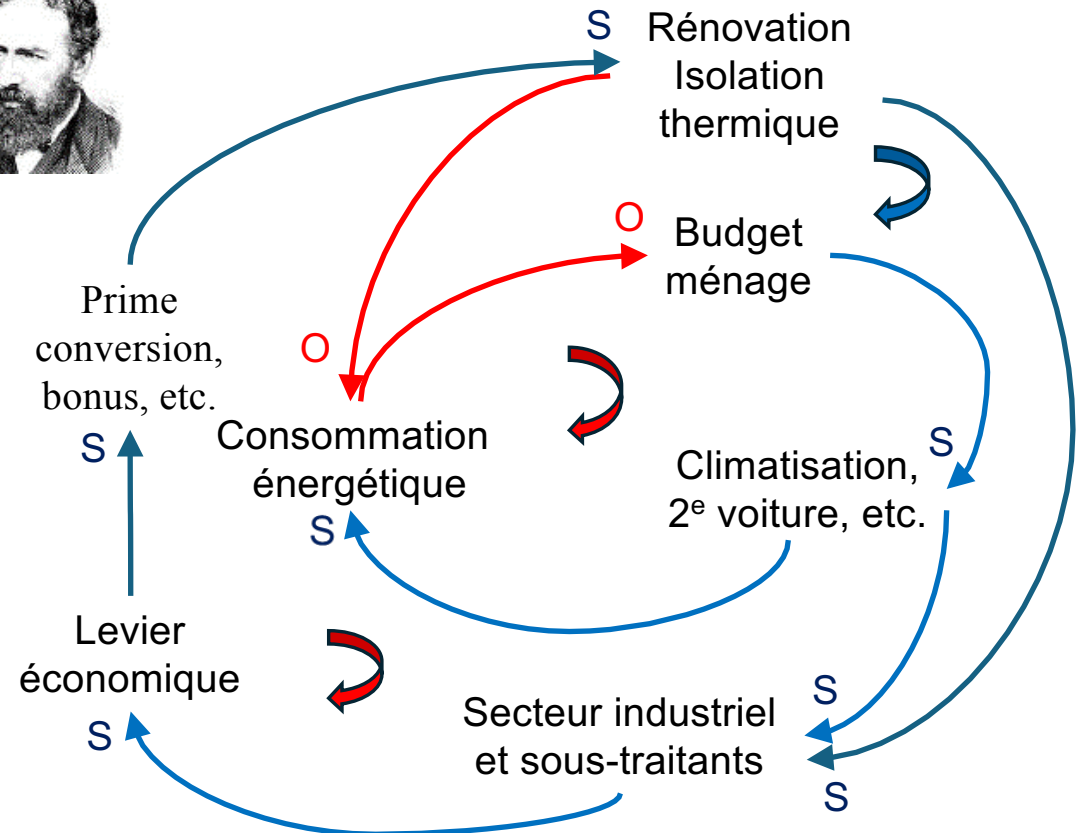 S
Rénovation
Isolation
thermique
O
Budget
ménage
Prime
conversion,
bonus, etc.
O
S
Consommation
énergétique
S
S
Climatisation,
2e voiture, etc.
Levier
économique
S
Secteur industriel
et sous-traitants
S
S